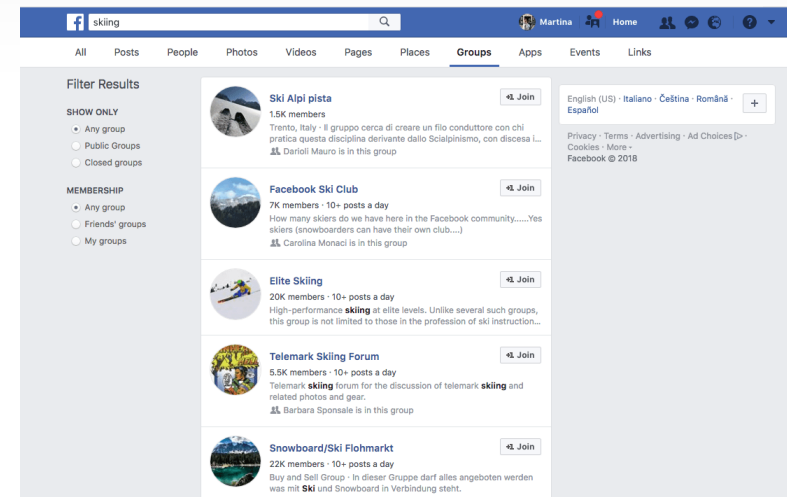 f skiing Martina Home
All Posts People Photos Videos Pages Places Groups Apps Events Links
Filter Results
SHOW ONLY
Any group
Public Groups
Closed groups
MEMBERSHIP
Any group
Friends' groups
My groups
Ski Alpi pista
+1 Join
1.5K members
Trento, Italy · Il gruppo cerca di creare un filo conduttore con chi
pratica questa disciplina derivante dallo Scialpinismo, con discesa i...
Darioli Mauro is in this group
Facebook Ski Club
+1 Join
7K members · 10+ posts a day
How many skiers do we have here in the Facebook community......Yes
skiers (snowboarders can have their own club....)
Carolina Monaci is in this group
Elite Skiing
+1 Join
20K members · 10+ posts a day
High-performance skiing at elite levels. Unlike several such groups,
this group is not limited to those in the profession of ski instruction...
Telemark Skiing Forum
+1 Join
5.5K members · 10+ posts a day
Telemark skiing forum for the discussion of telemark skiing and
related photos and gear.
Barbara Sponsale is in this group
Snowboard/Ski Flohmarkt
+1 Join
22K members · 10+ posts a day
Buy and Sell Group · In dieser Gruppe darf alles angeboten werden
was mit Ski und Snowboard in Verbindung steht.
English (US) · Italiano · Čeština · Română ·
Español
+
Privacy · Terms · Advertising · Ad Choices ·
Cookies · More
Facebook © 2018